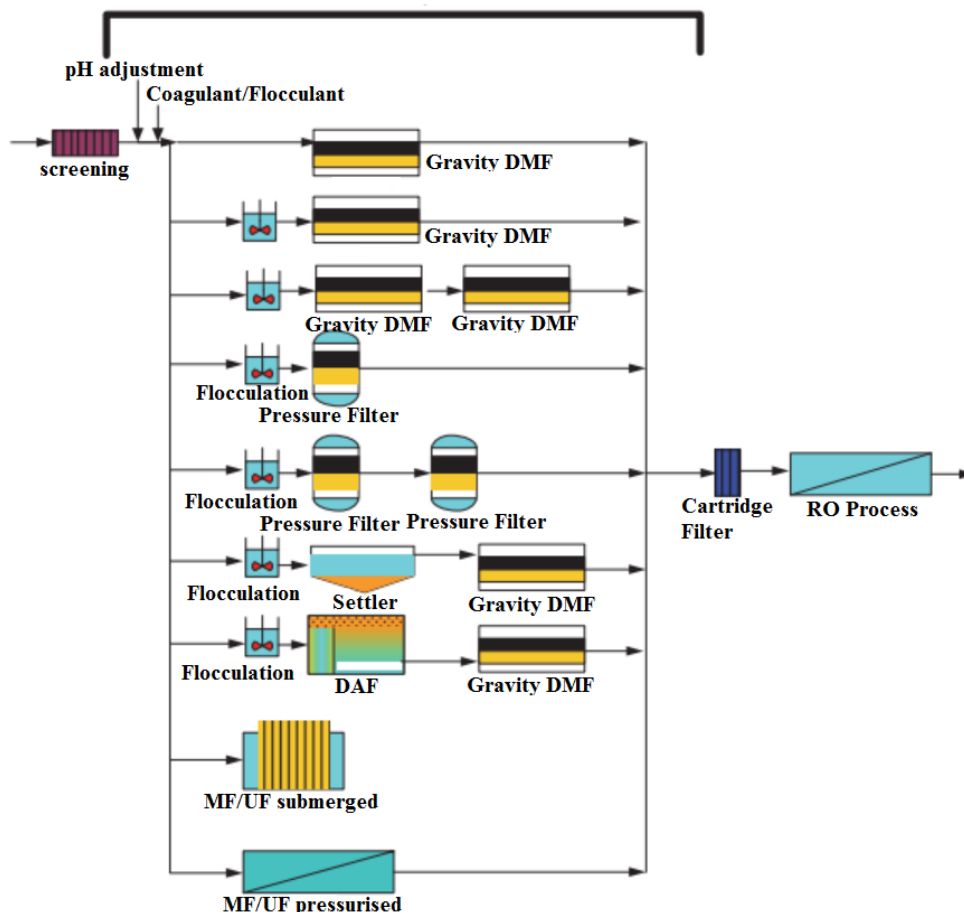 pH adjustment
Coagulant/Flocculant
screening
Gravity DMF
Gravity DMF
Gravity DMF
Gravity DMF
Flocculation
Pressure Filter
Flocculation
Pressure Filter
Pressure Filter
Cartridge
Filter
RO Process
Flocculation
Settler
Gravity DMF
Flocculation
DAF
Gravity DMF
MF/UF submerged
MF/UF pressurised